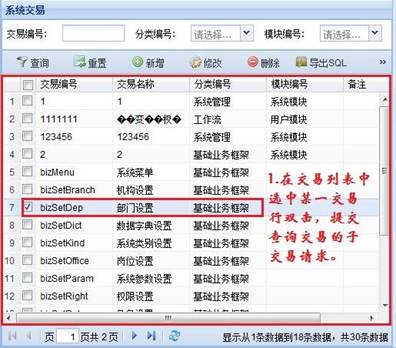 系统交易
交易编号: 分类编号: 请选择... 模块编号: 请选择...
查询 重置 新增 修改 删除 导出SQL »
交易编号 交易名称 分类编号 模块编号 备注
1 1 1 系统管理 系统模块
2 1111111 ��变��权� 工作流 用户模块
3 123456 123456 系统管理 系统模块
4 2 2 基础业务框架 系统模块
5 bizMenu 系统菜单 基础业务框架
6 bizSetBranch 机构设置 基础业务框架
7 bizSetDep 部门设置 基础业务框架
8 bizSetDict 数据字典设置 基础业务框架
9 bizSetKind 系统类别设置 基础业务框架
10 bizSetOffice 岗位设置 基础业务框架
11 bizSetParam 系统参数设置 基础业务框架
12 bizSetRight 权限设置 基础业务框架
1.在交易列表中
选中某一交易
行双击，提交
查询交易的子
交易请求。
页 1 页共 2 页 显示从1条数据到18条数据，共30条数据